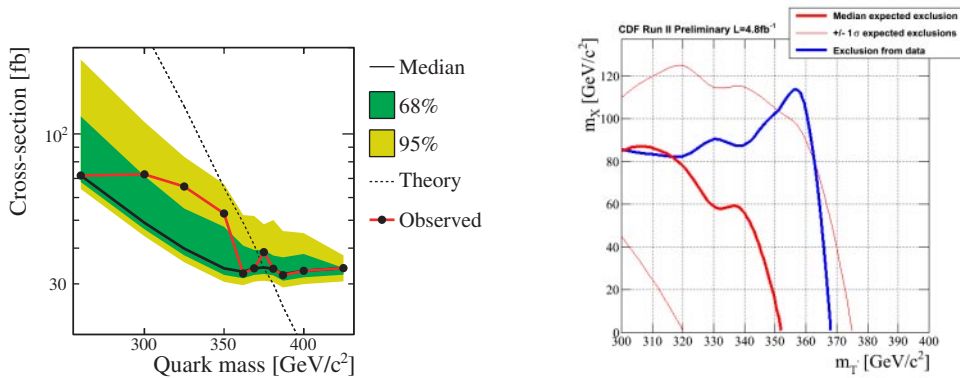 Cross-section [fb]
10²
30
300
350
400
Quark mass [GeV/c²]
Median
68%
95%
Theory
Observed
CDF Run II Preliminary L=4.8fb⁻¹
Median expected exclusion
+/- 1σ expected exclusions
Exclusion from data
m_X [GeV/c²]
120
100
80
60
40
20
0
300 310 320 330 340 350 360 370 380 390 400
m_T' [GeV/c²]